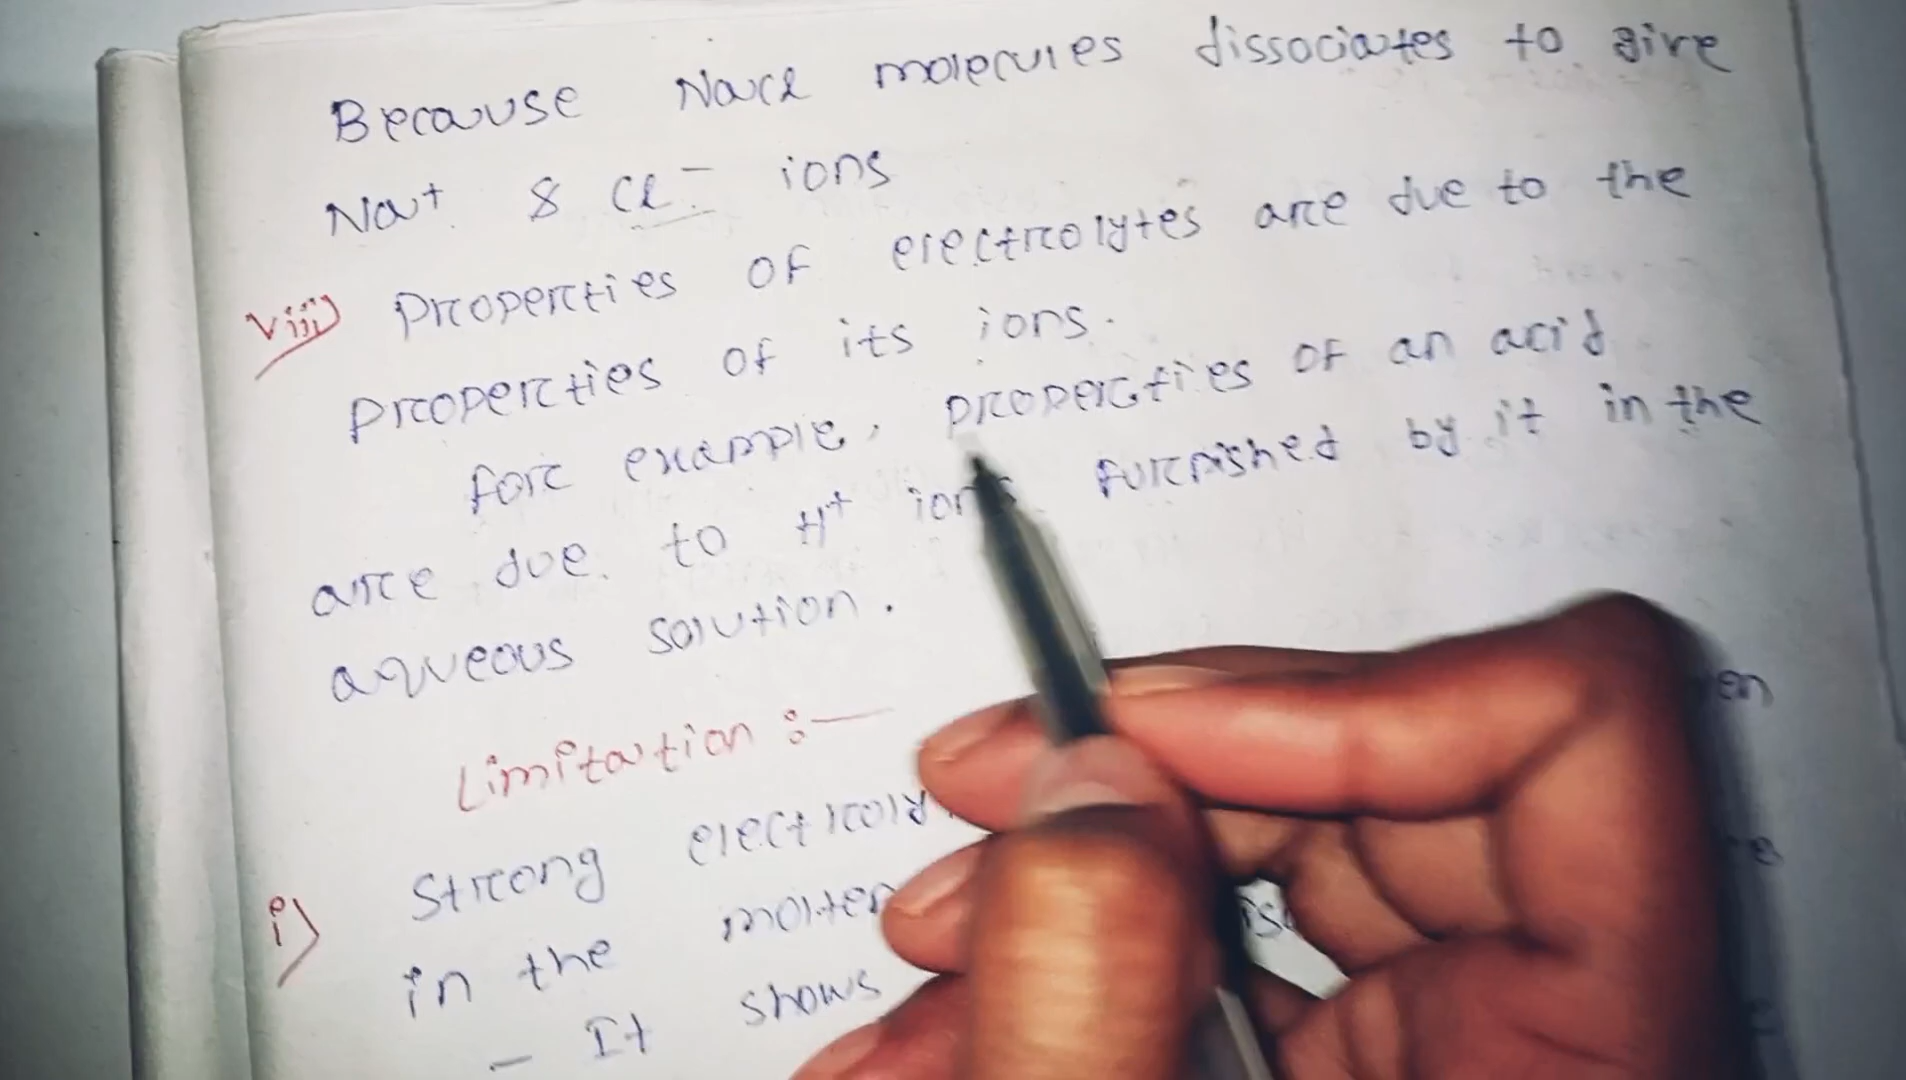 Because NaCl molecules dissociates to give
Na+ & Cl- ions
viii) Properties of electrolytes are due to the
properties of its ions.
for example, properties of an acid
are due to H+ ions furnished by it in the
aqueous solution.
Limitation :-
i) Strong
in the molten
- It shows